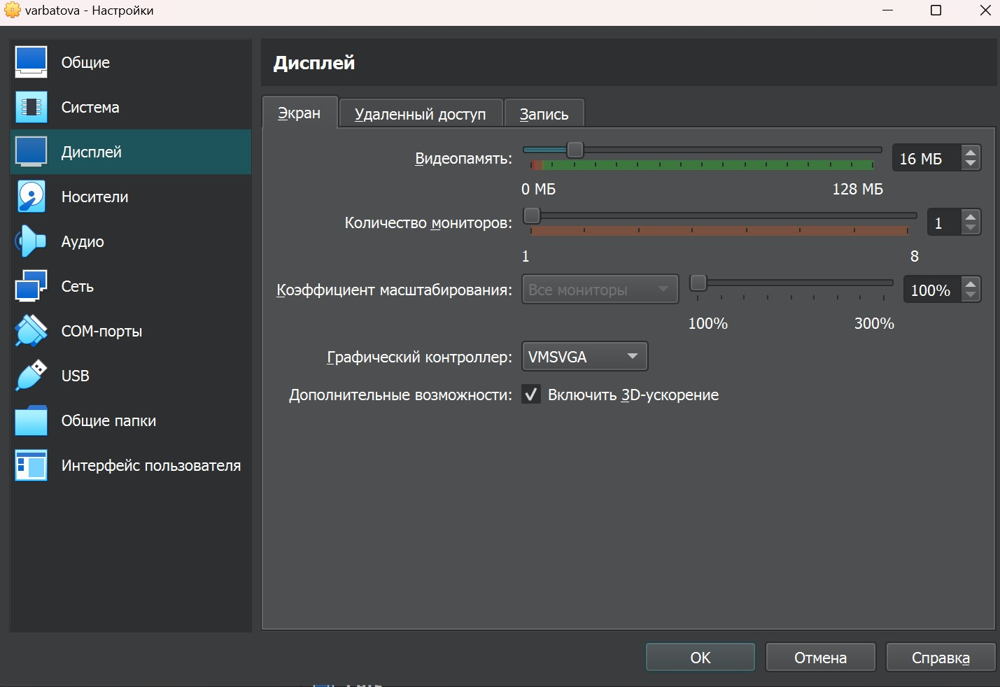 varbatova - Настройки
Общие
Система
Дисплей
Носители
Аудио
Сеть
COM-порты
USB
Общие папки
Интерфейс пользователя
Дисплей
Экран
Удаленный доступ
Запись
Видеопамять:
16 МБ
0 МБ
128 МБ
Количество мониторов:
1
1
8
Коэффициент масштабирования:
Все мониторы
100%
100%
300%
Графический контроллер:
VMSVGA
Дополнительные возможности:
Включить 3D-ускорение
OK
Отмена
Справка